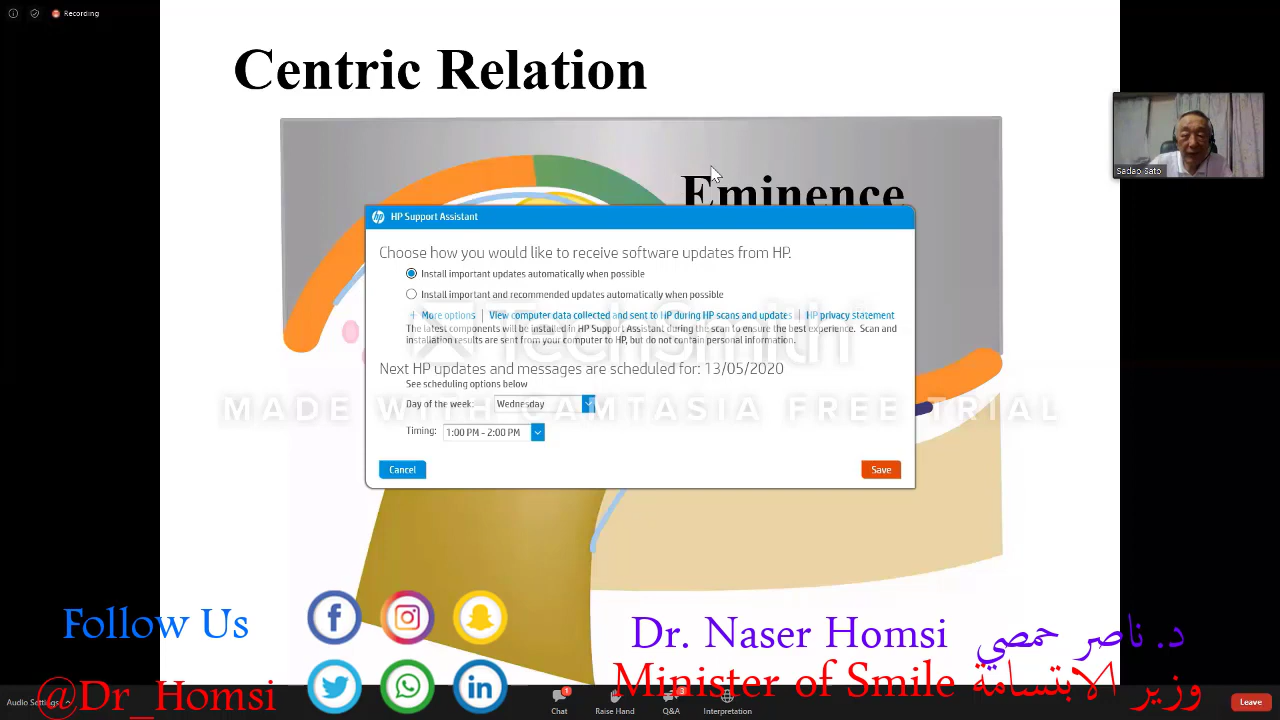 Recording
Centric Relation
Sadao Sato
Eminence
HP Support Assistant
Choose how you would like to receive software updates from HP.
Install important updates automatically when possible
Install important and recommended updates automatically when possible
+ More options | View computer data collected and sent to HP during HP scans and updates | HP privacy statement
The latest components will be installed in HP Support Assistant during the scan to ensure the best experience. Scan and
installation results are sent from your computer to HP, but do not contain personal information.
TechSmith
Next HP updates and messages are scheduled for: 13/05/2020
See scheduling options below
Day of the week: Wednesday
MADE WITH CAMTASIA FREE TRIAL
Timing: 1:00 PM - 2:00 PM
Cancel Save
Follow Us
Dr. Naser Homsi د. ناصر حمصي
@Dr_Homsi
Minister of Smile وزير الابتسامة
Audio Settings
Chat 1
Raise Hand
Q&A 3
Interpretation
Leave